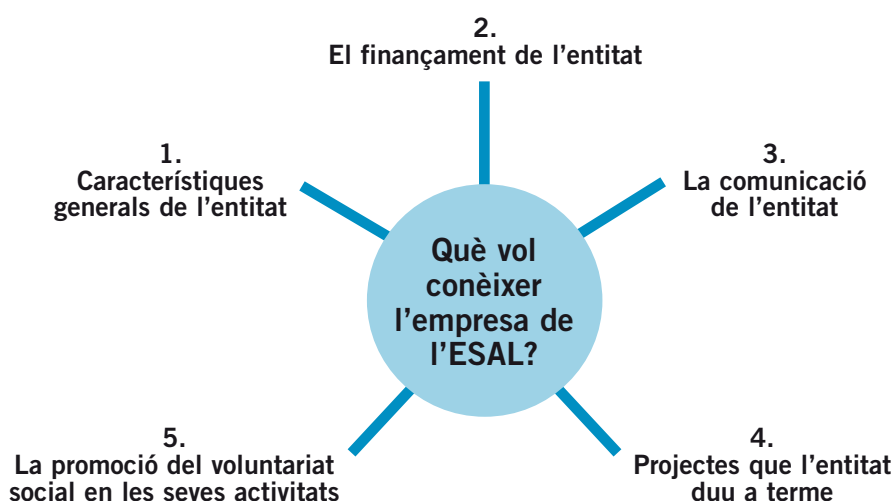 2.
El finançament de l'entitat
1.
Característiques
generals de l'entitat
3.
La comunicació
de l'entitat
Què vol
conèixer
l'empresa de
l'ESAL?
5.
La promoció del voluntariat
social en les seves activitats
4.
Projectes que l'entitat
duu a terme